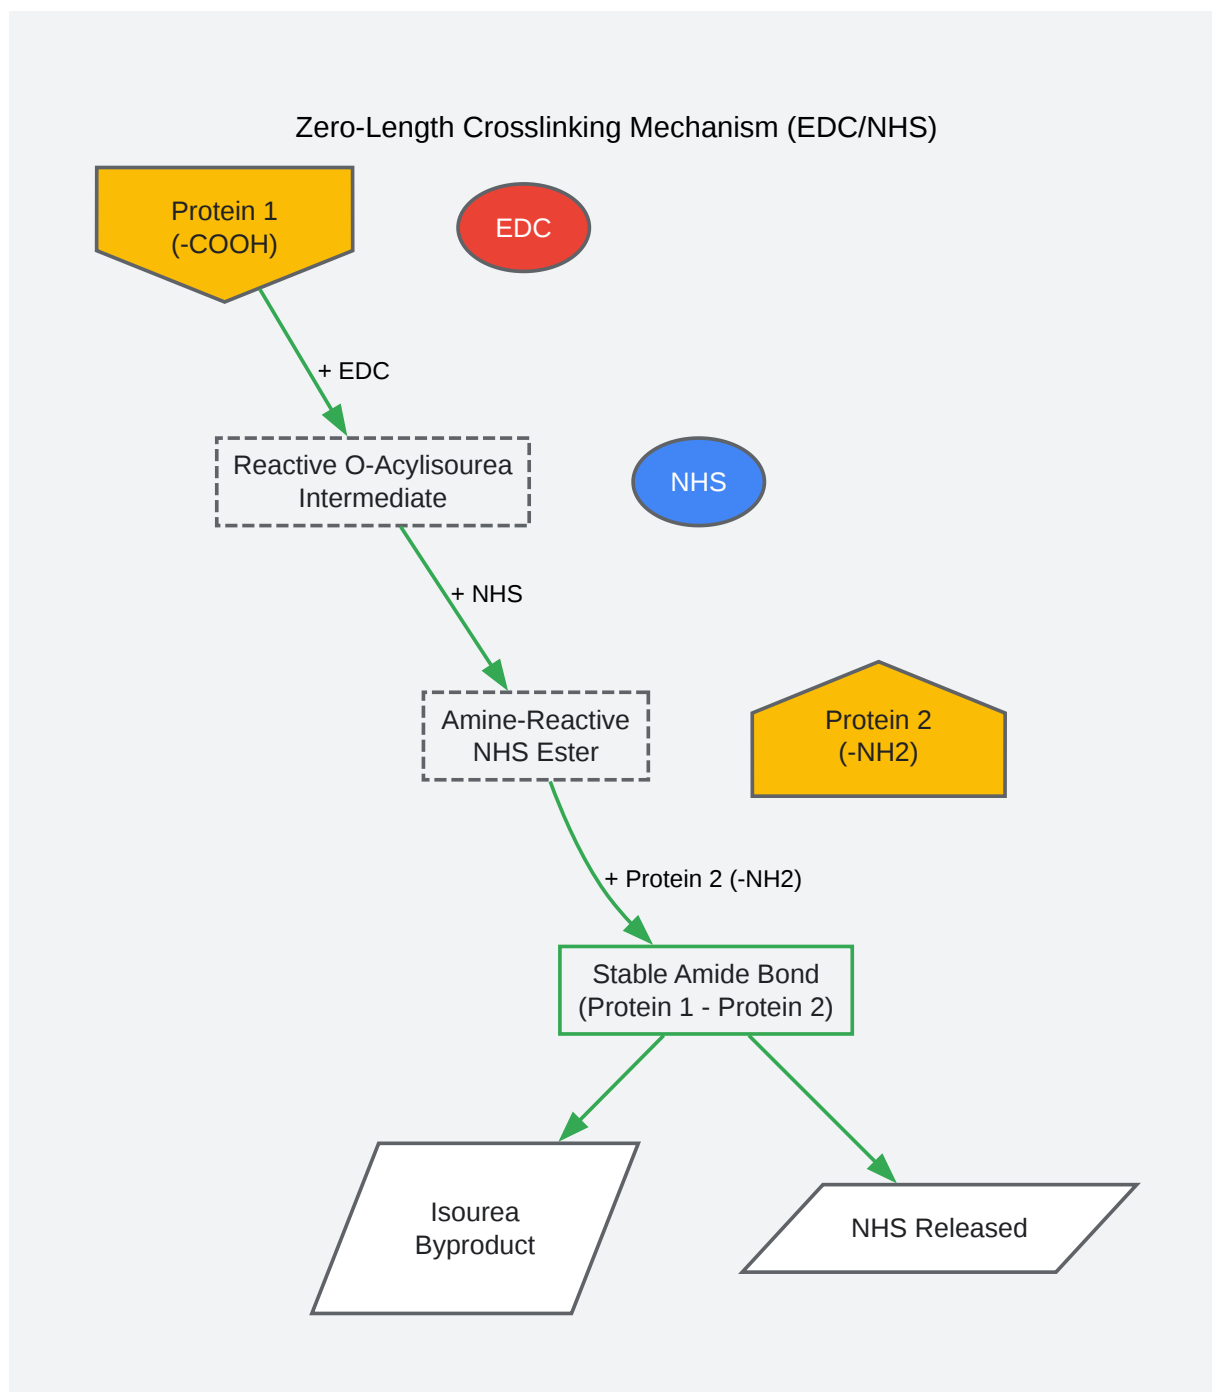 Zero-Length Crosslinking Mechanism (EDC/NHS)
Protein 1
(-COOH)
EDC
+ EDC
Reactive O-Acylisourea
Intermediate
NHS
+ NHS
Amine-Reactive
NHS Ester
Protein 2
(-NH2)
+ Protein 2 (-NH2)
Stable Amide Bond
(Protein 1 - Protein 2)
Isourea
Byproduct
NHS Released